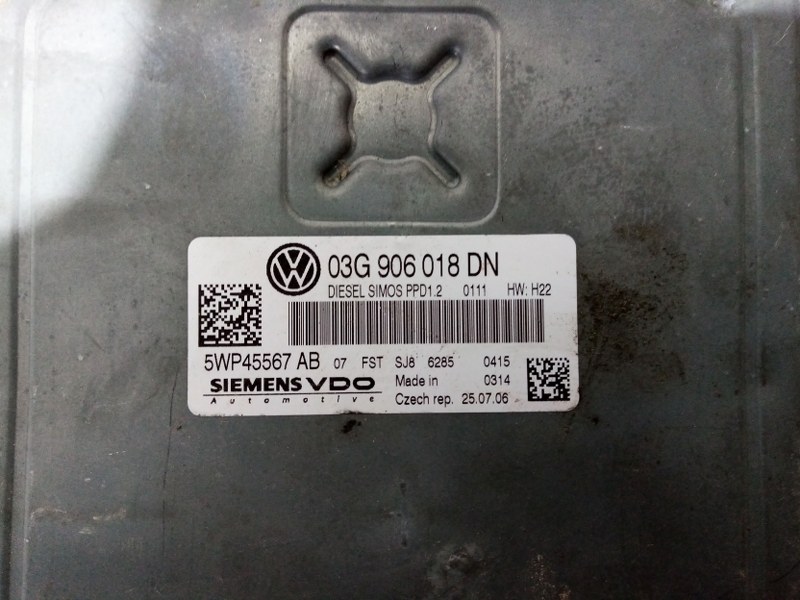 03G 906 018 DN
DIESEL SIMOS PPD1.2 0111 HW: H22
5WP45567 AB 07 FST SJ8 6285 0415
SIEMENS VDO Made in 0314
Automotive Czech rep. 25.07.06